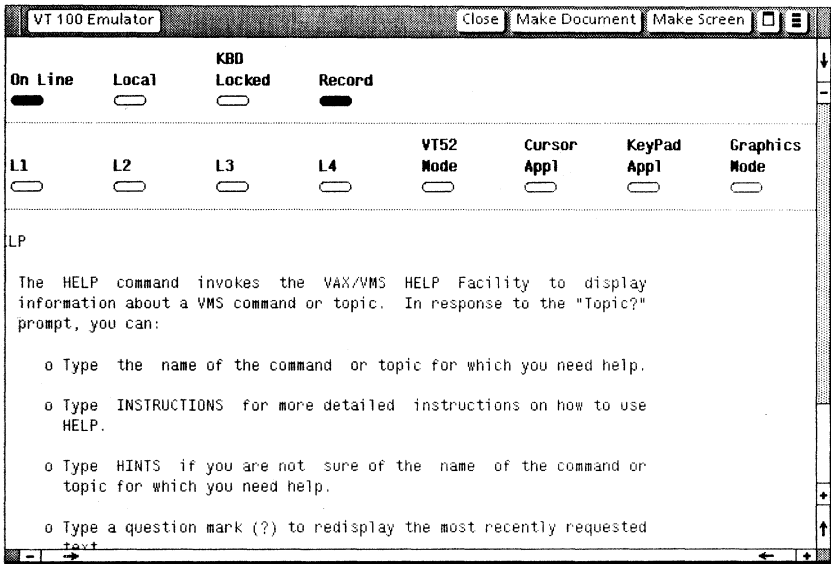 VT 100 Emulator Close Make Document Make Screen
KBD
On Line Local Locked Record
VT52 Cursor KeyPad Graphics
L1 L2 L3 L4 Mode Appl Appl Mode
LP
The HELP command invokes the VAX/VMS HELP Facility to display
information about a VMS command or topic. In response to the "Topic?"
prompt, you can:
o Type the name of the command or topic for which you need help.
o Type INSTRUCTIONS for more detailed instructions on how to use
HELP.
o Type HINTS if you are not sure of the name of the command or
topic for which you need help.
o Type a question mark (?) to redisplay the most recently requested
text